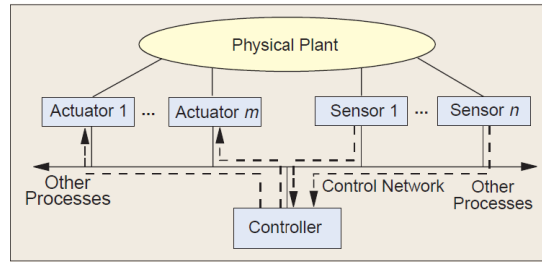 Physical Plant
Actuator 1 ... Actuator m Sensor 1 ... Sensor n
Other
Processes
Control Network
Other
Processes
Controller